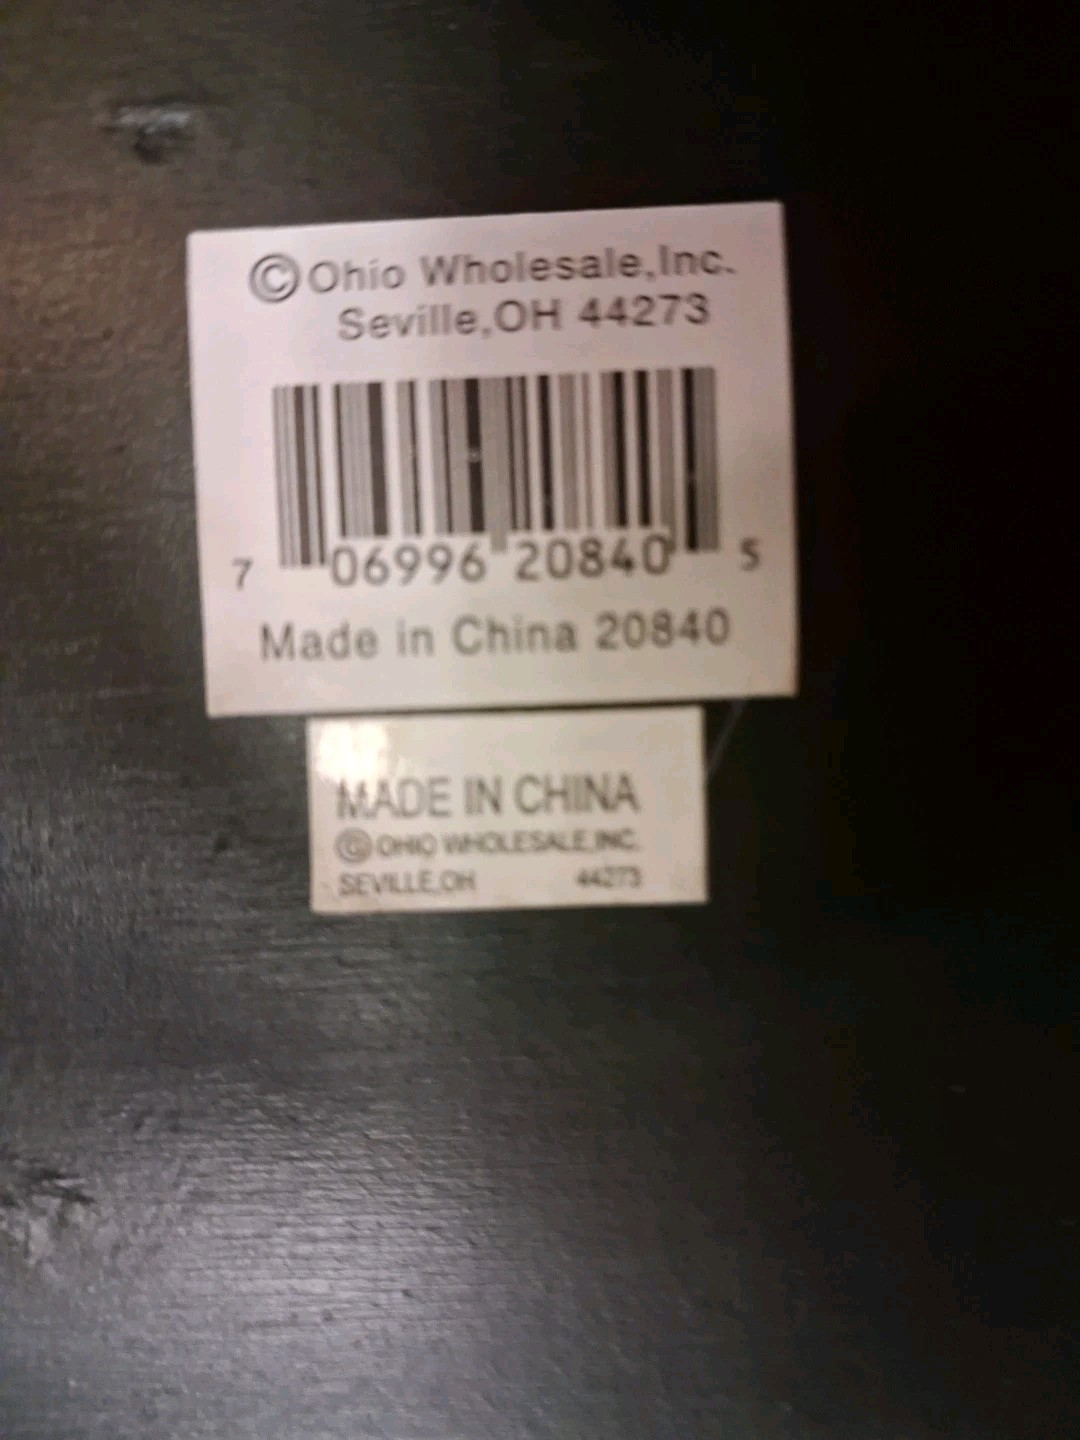 ©Ohio Wholesale,Inc.
Seville,OH 44273
7 06996 20840 5
Made in China 20840
MADE IN CHINA
© OHIO WHOLESALE,INC.
SEVILLE,OH 44273